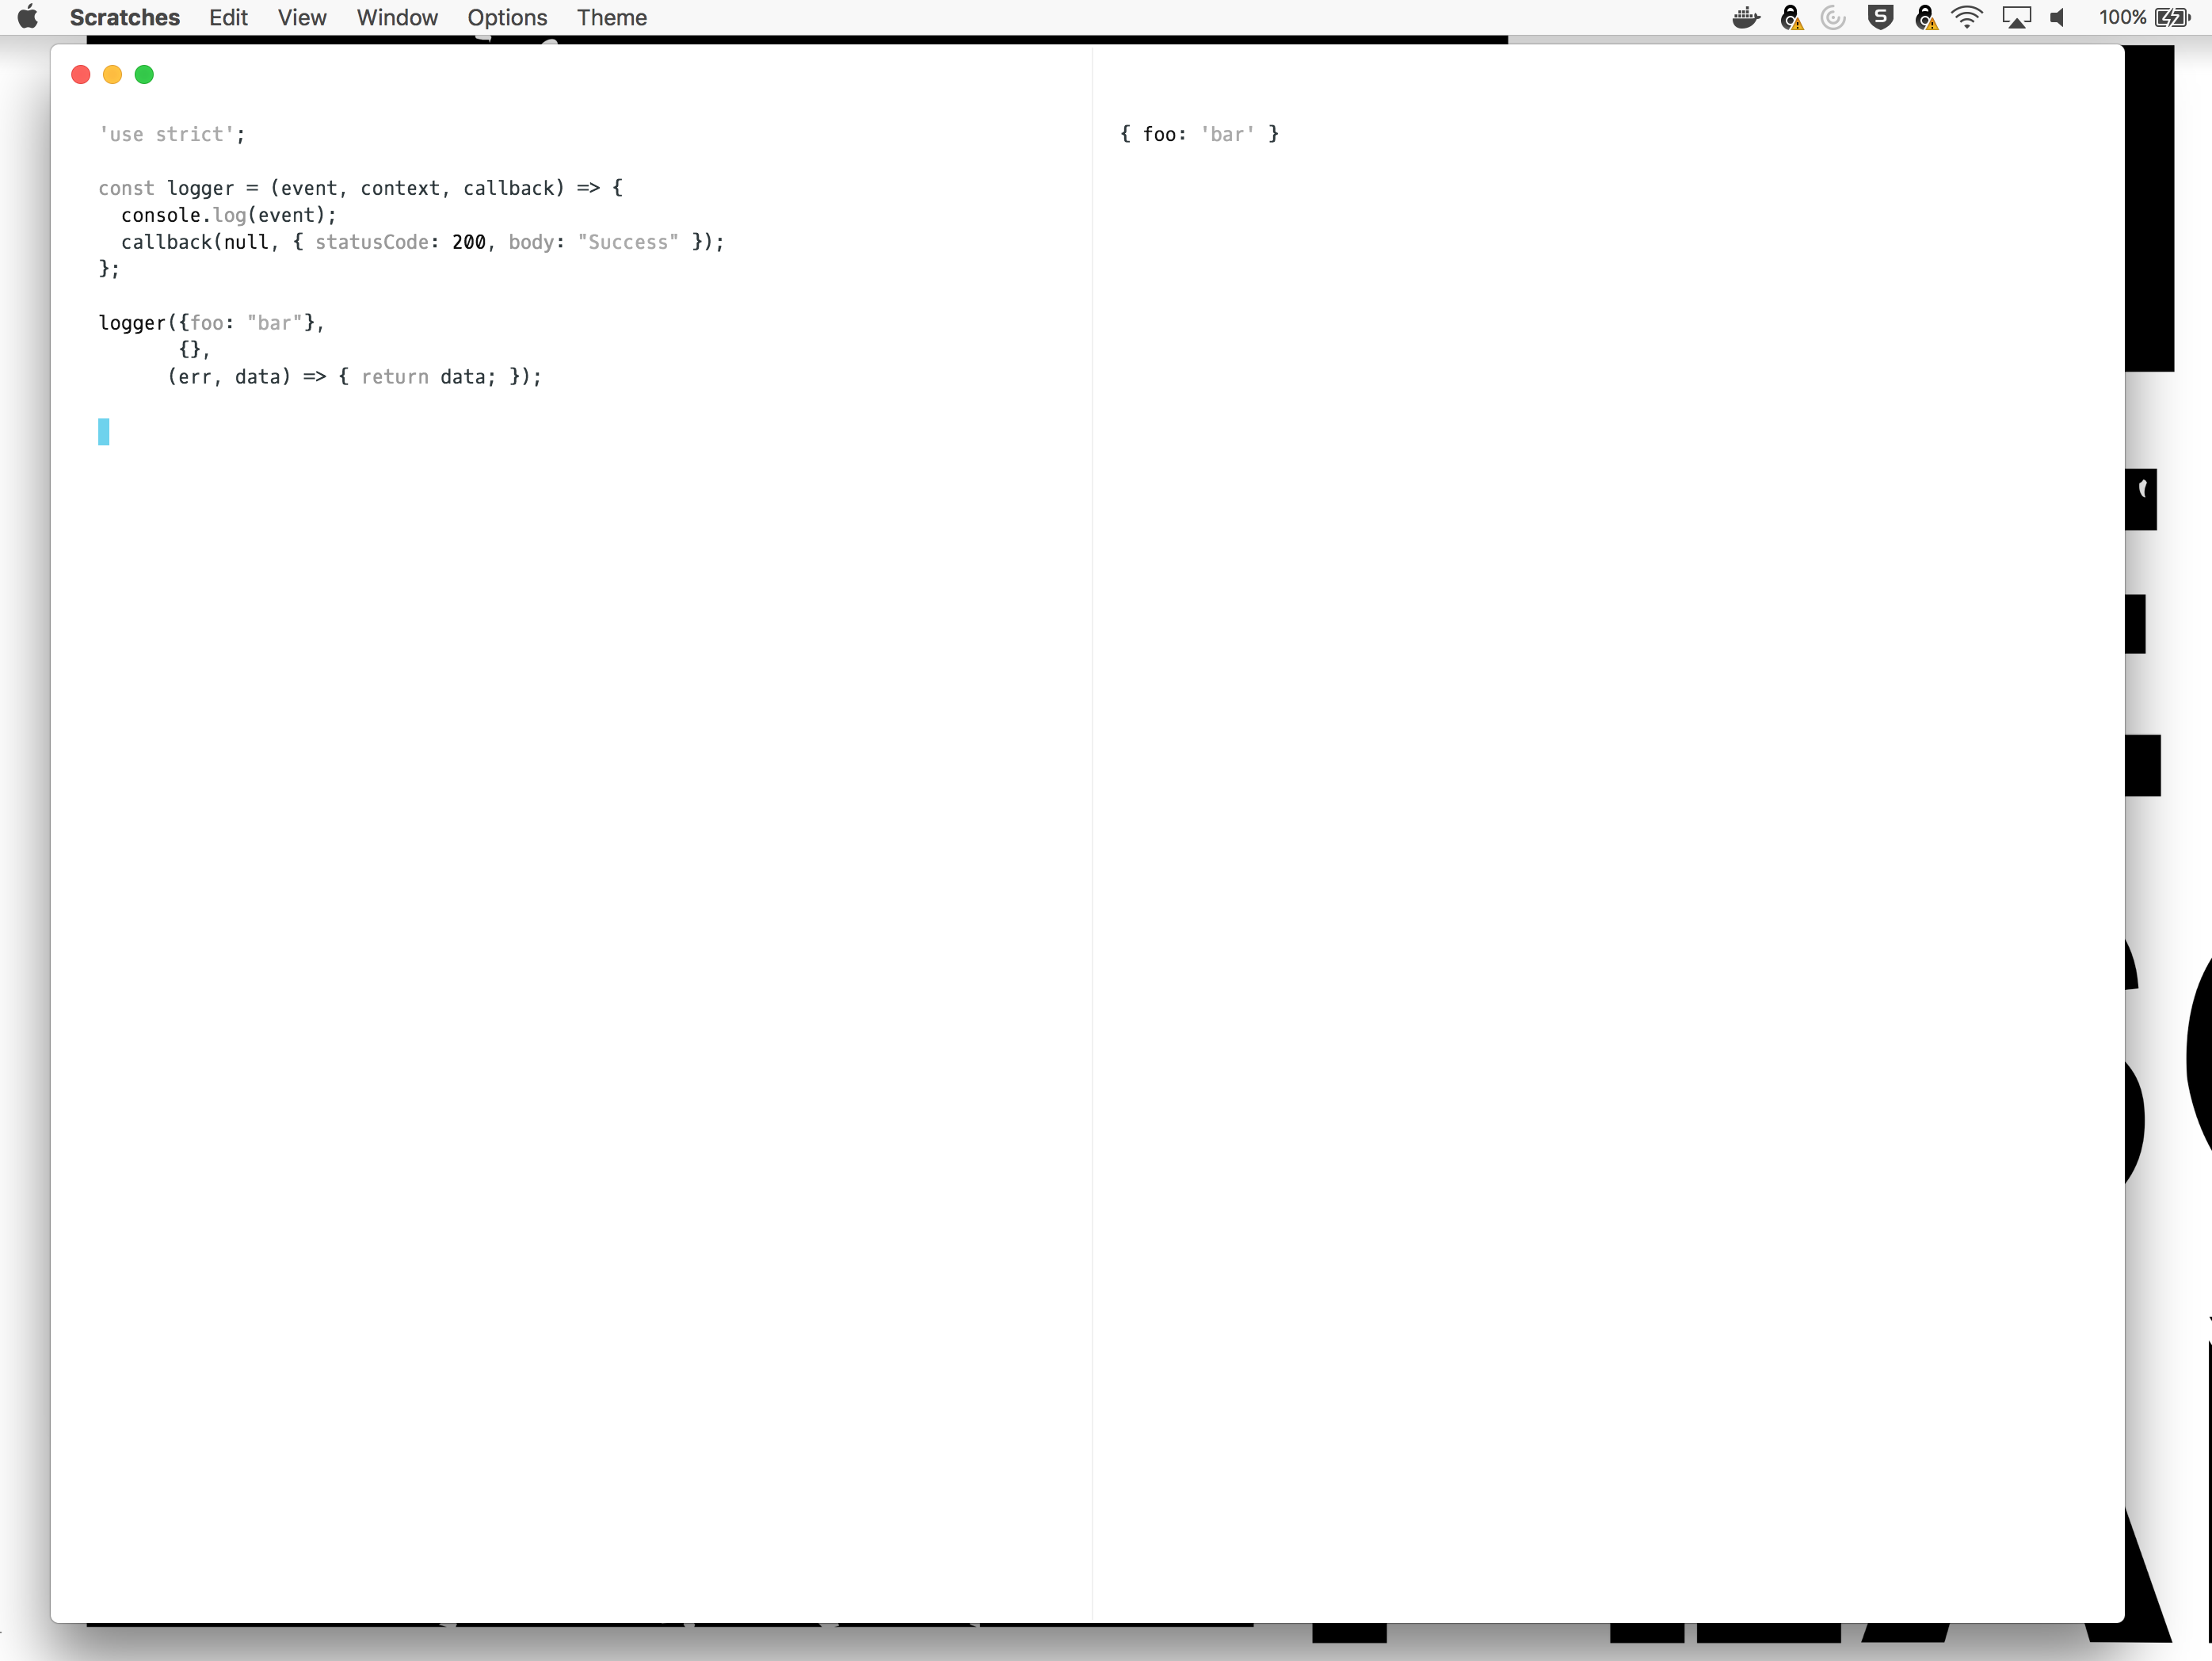 Scratches Edit View Window Options Theme 100%
'use strict';
const logger = (event, context, callback) => {
  console.log(event);
  callback(null, { statusCode: 200, body: "Success" });
};
logger({foo: "bar"},
       {},
      (err, data) => { return data; });
{ foo: 'bar' }